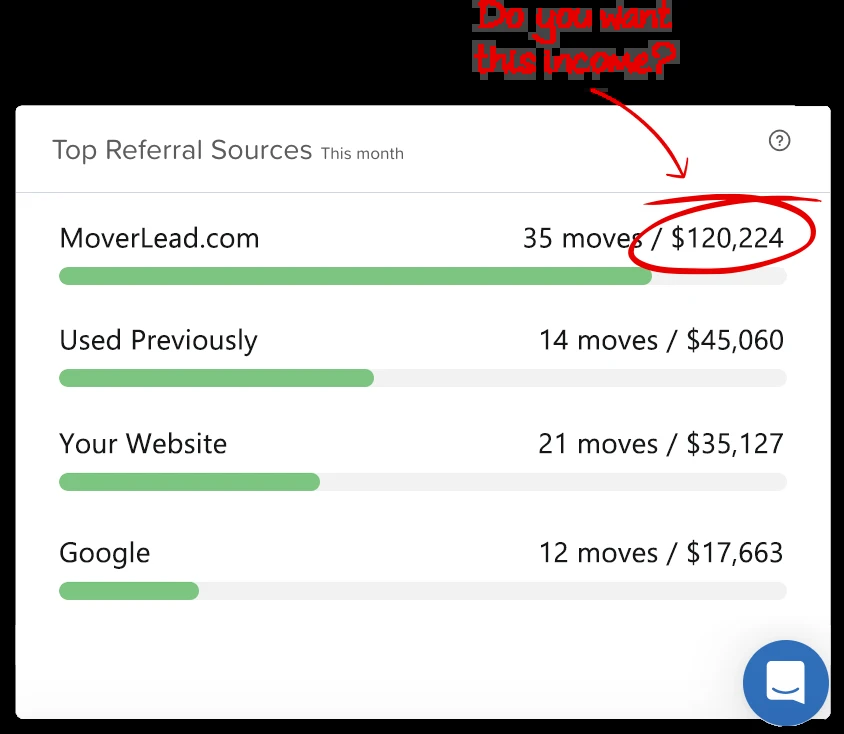 Do you want
this income?
Top Referral Sources This month
?
MoverLead.com 35 moves / $120,224
Used Previously 14 moves / $45,060
Your Website 21 moves / $35,127
Google 12 moves / $17,663